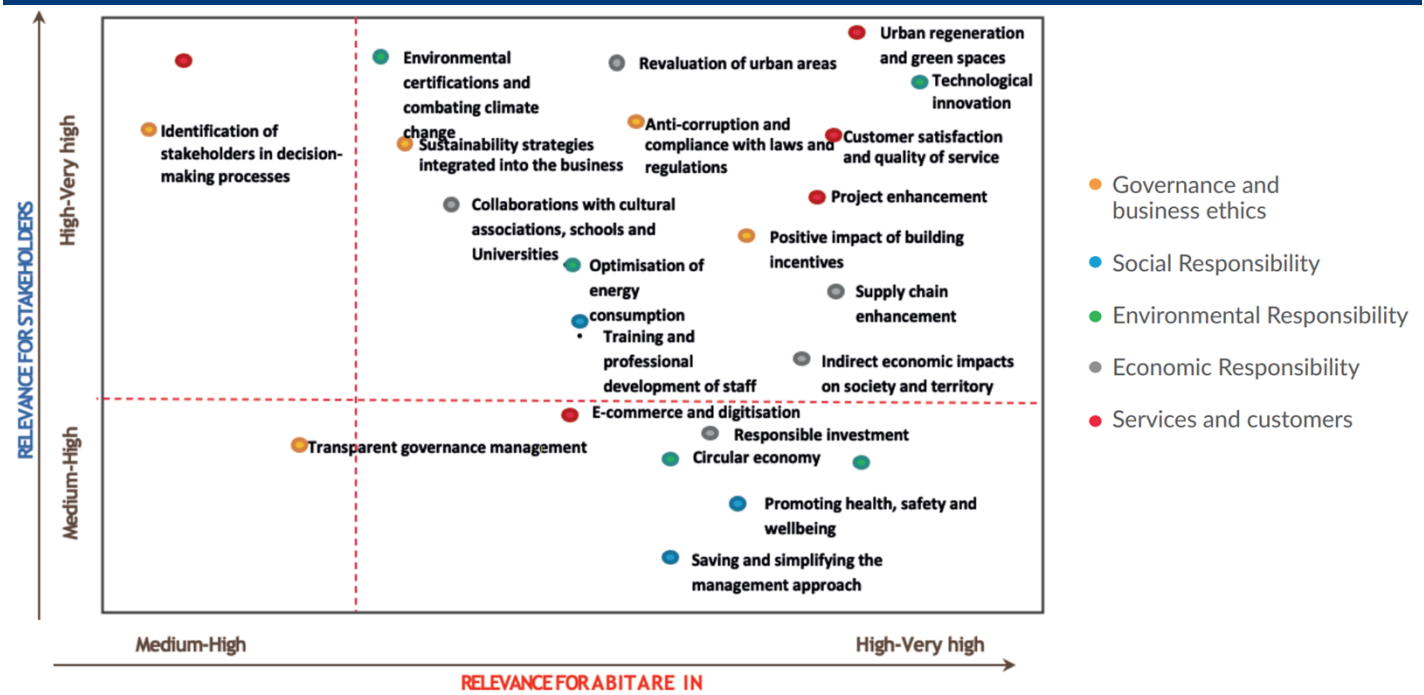 RELEVANCE FOR STAKEHOLDERS
High-Very high
Medium-High
Environmental
certifications and
combating climate
change
Revaluation of urban areas
Urban regeneration
and green spaces
Technological
innovation
Identification of
stakeholders in decision-
making processes
Sustainability strategies
integrated into the business
Anti-corruption and
compliance with laws and
regulations
Customer satisfaction
and quality of service
Collaborations with cultural
associations, schools and
Universities
Project enhancement
Positive impact of building
incentives
Optimisation of
energy
consumption
Supply chain
enhancement
• Training and
professional
development of staff
Indirect economic impacts
on society and territory
E-commerce and digitisation
Responsible investment
Transparent governance management
Circular economy
Promoting health, safety and
wellbeing
Saving and simplifying the
management approach
Medium-High
High-Very high
RELEVANCE FOR ABITARE IN
Governance and
business ethics
Social Responsibility
Environmental Responsibility
Economic Responsibility
Services and customers